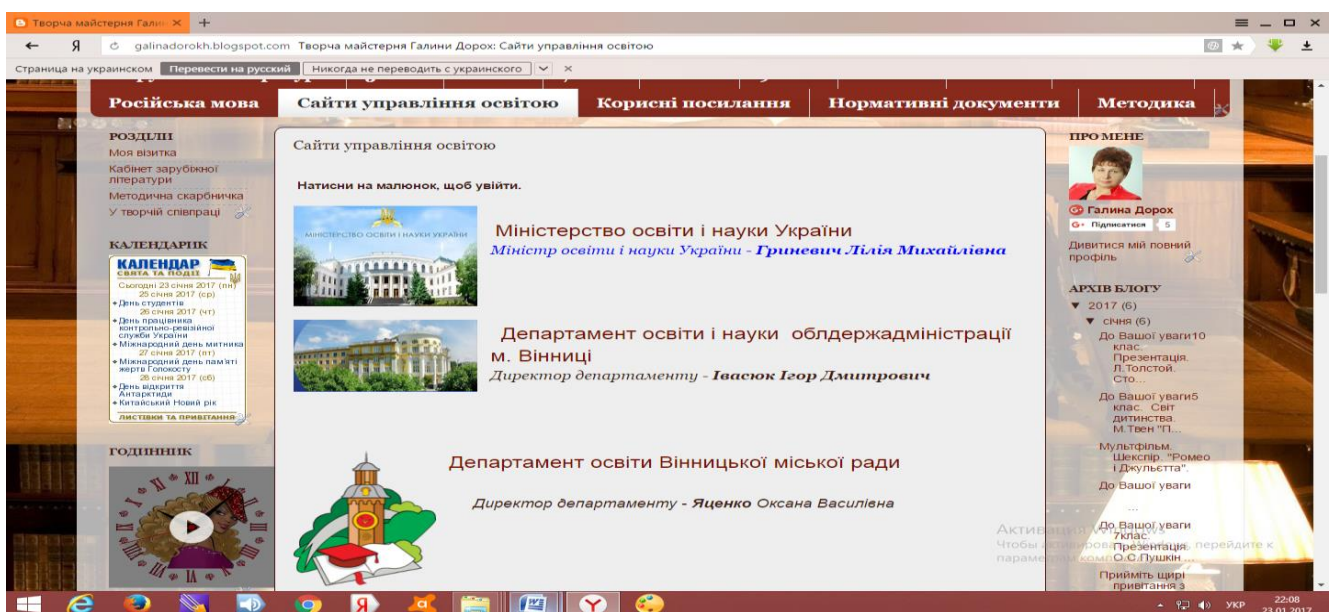 Творча майстерня Гали
galinadorokh.blogspot.com Творча майстерня Галини Дорох: Сайти управління освітою
Страница на украинском Перевести на русский Никогда не переводить с украинского
Російська мова Сайти управління освітою Корисні посилання Нормативні документи Методика
РОЗДІЛИ
Моя візитка
Кабінет зарубіжної
літератури
Методична скарбничка
У творчій співпраці
КАЛЕНДАРИК
КАЛЕНДАР
СВЯТА ТА ПОДІЇ
Сьогодні 23 січня 2017 (пн)
25 січня 2017 (ср)
День студентів
26 січня 2017 (чт)
День працівника
контрольно-ревізійної
служби України
Міжнародний день митника
27 січня 2017 (пт)
Міжнародний день пам'яті
жертв Голокосту
28 січня 2017 (сб)
День відкриття
Антарктиди
Китайський Новий рік
ЛИСТІВКИ ТА ПРИВІТАННЯ
ГОДИННИК
XII
II
Сайти управління освітою
Натисни на малюнок, щоб увійти.
МІНІСТЕРСТВО ОСВІТИ І НАУКИ УКРАЇНИ
Міністерство освіти і науки України
Міністр освіти і науки України - Гриневич Лілія Михайлівна
Департамент освіти і науки облдержадміністрації
м. Вінниці
Директор департаменту - Івасюк Ігор Дмитрович
Департамент освіти Вінницької міської ради
Директор департаменту - Яценко Оксана Василівна
ПРО МЕНЕ
Галина Дорох
G+ Підписатися 5
Дивитися мій повний
профіль
АРХІВ БЛОГУ
▼ 2017 (6)
▼ січня (6)
До Вашої уваги10
клас.
Презентація.
Л.Толстой.
Сто...
До Вашої уваги5
клас. Світ
дитинства.
М.Твен "П...
Мультфільм.
Шекспір. "Ромео
і Джульєтта".
До Вашої уваги
...
До Вашої уваги
7клас.
Презентація.
О.С.Пушкін ...
Прийміть щирі
привітання з
Активация Windows
УКР
22:08
23.01.2017